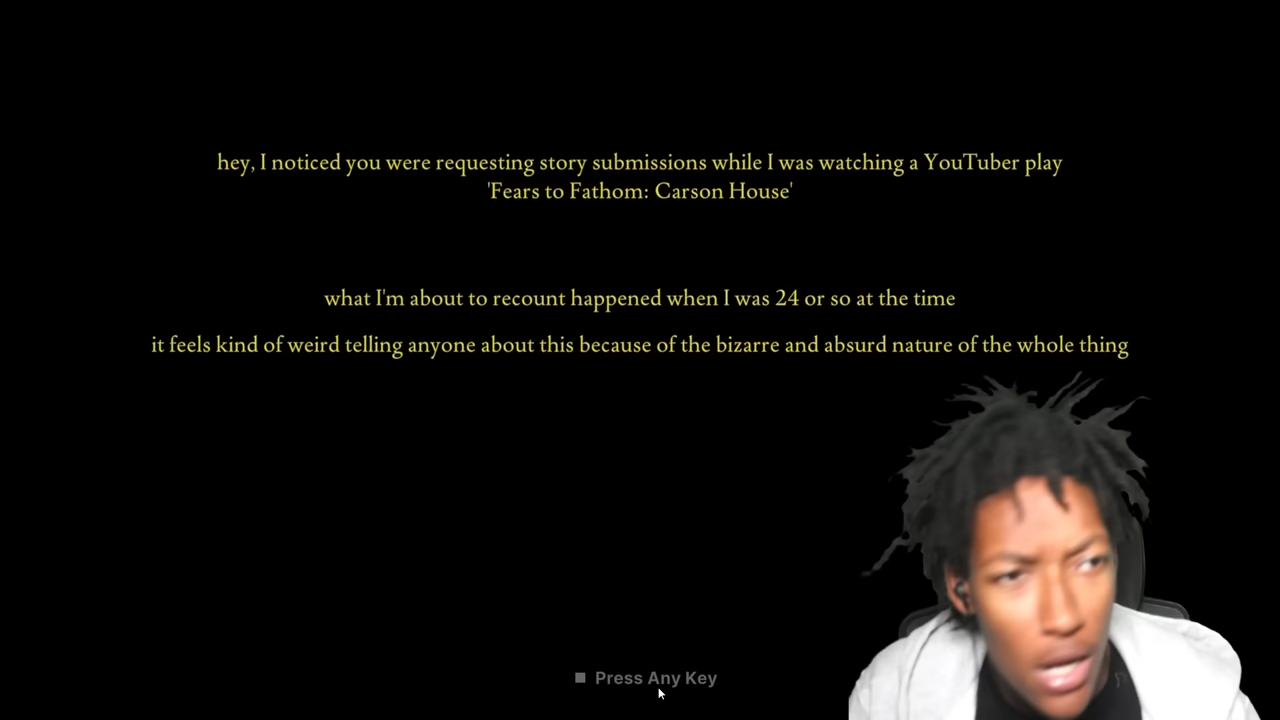 hey, I noticed you were requesting story submissions while I was watching a YouTuber play
'Fears to Fathom: Carson House'
what I'm about to recount happened when I was 24 or so at the time
it feels kind of weird telling anyone about this because of the bizarre and absurd nature of the whole thing
Press Any Key